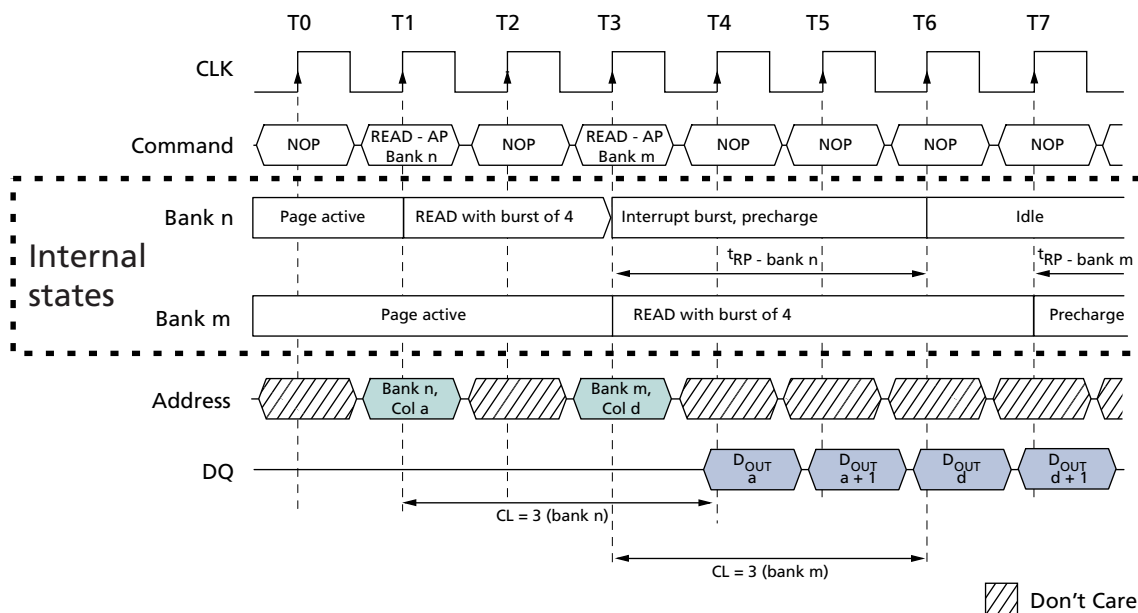 T0 T1 T2 T3 T4 T5 T6 T7
CLK
Command NOP READ - AP Bank n NOP READ - AP Bank m NOP NOP NOP NOP
Bank n Page active READ with burst of 4 Interrupt burst, precharge Idle
tRP - bank n tRP - bank m
Internal states
Bank m Page active READ with burst of 4 Precharge
Address Bank n, Col a Bank m, Col d
DQ DOUT a DOUT a + 1 DOUT d DOUT d + 1
CL = 3 (bank n)
CL = 3 (bank m)
Don't Care